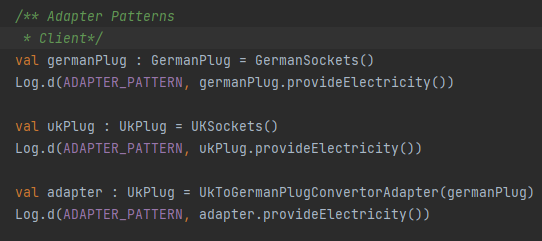 /** Adapter Patterns
* Client*/
val germanPlug : GermanPlug = GermanSockets()
Log.d(ADAPTER_PATTERN, germanPlug.provideElectricity())
val ukPlug : UkPlug = UKSockets()
Log.d(ADAPTER_PATTERN, ukPlug.provideElectricity())
val adapter : UkPlug = UkToGermanPlugConvertorAdapter(germanPlug)
Log.d(ADAPTER_PATTERN, adapter.provideElectricity())